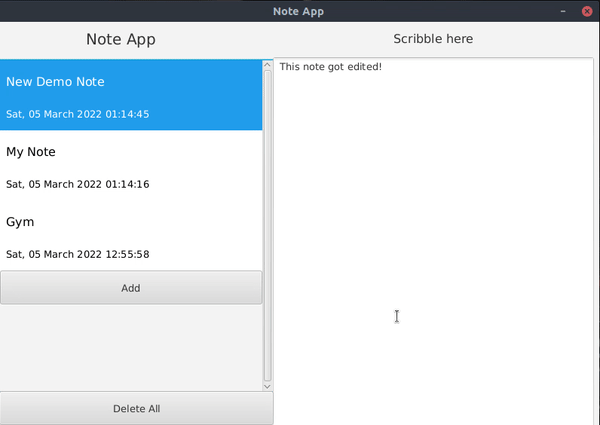 Note App
Note App
Scribble here
New Demo Note
Sat, 05 March 2022 01:14:45
My Note
Sat, 05 March 2022 01:14:16
Gym
Sat, 05 March 2022 12:55:58
Add
Delete All
This note got edited!